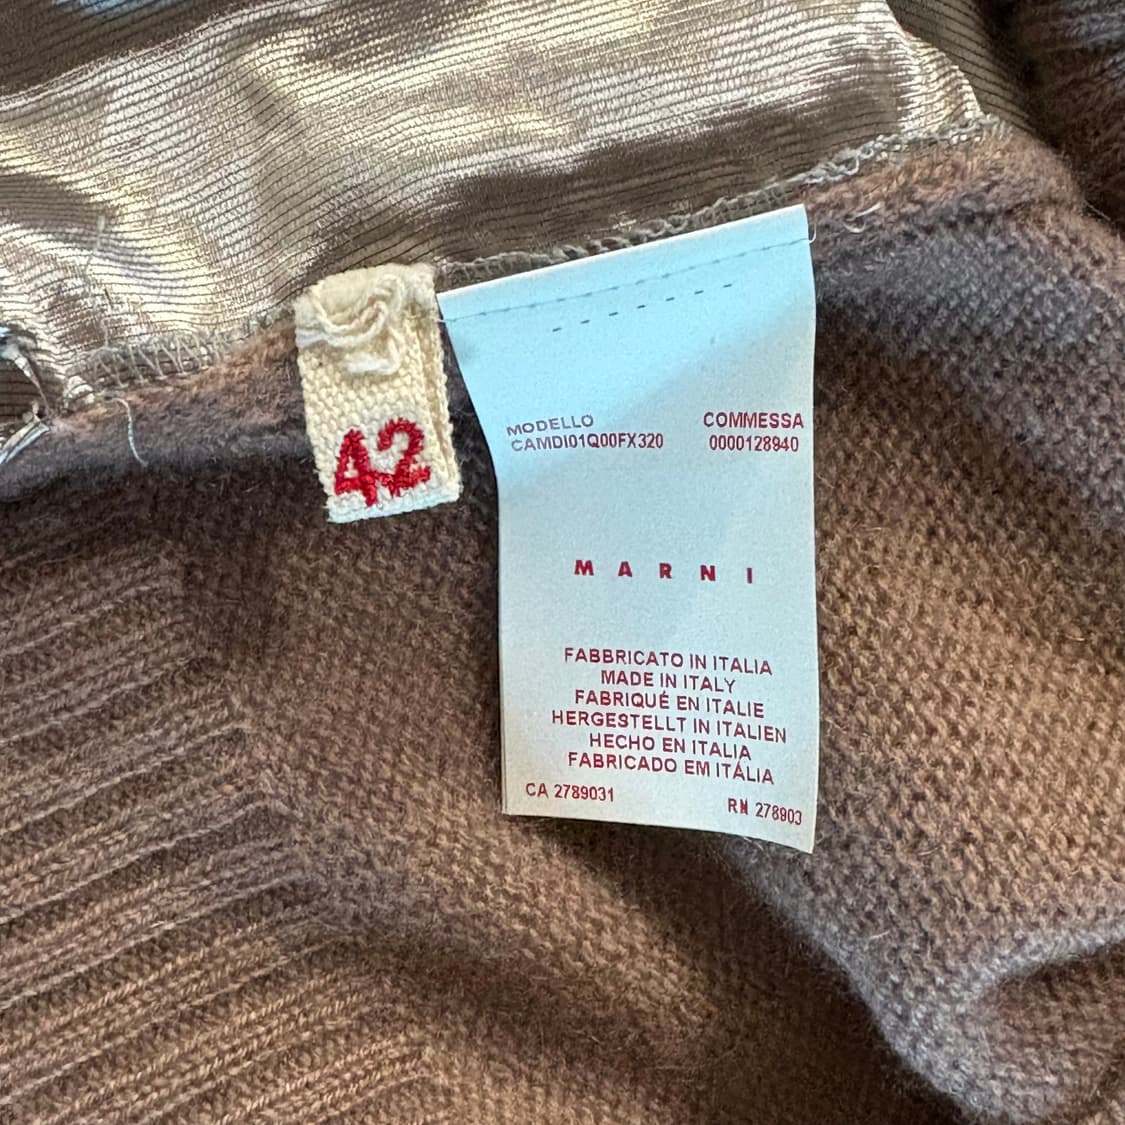 42
MODELLO COMMESSA
CAMDI01Q00FX320 0000128940
MARNI
FABBRICATO IN ITALIA
MADE IN ITALY
FABRIQUÉ EN ITALIE
HERGESTELLT IN ITALIEN
HECHO EN ITALIA
FABRICADO EM ITÁLIA
CA 2789031 RN 278903